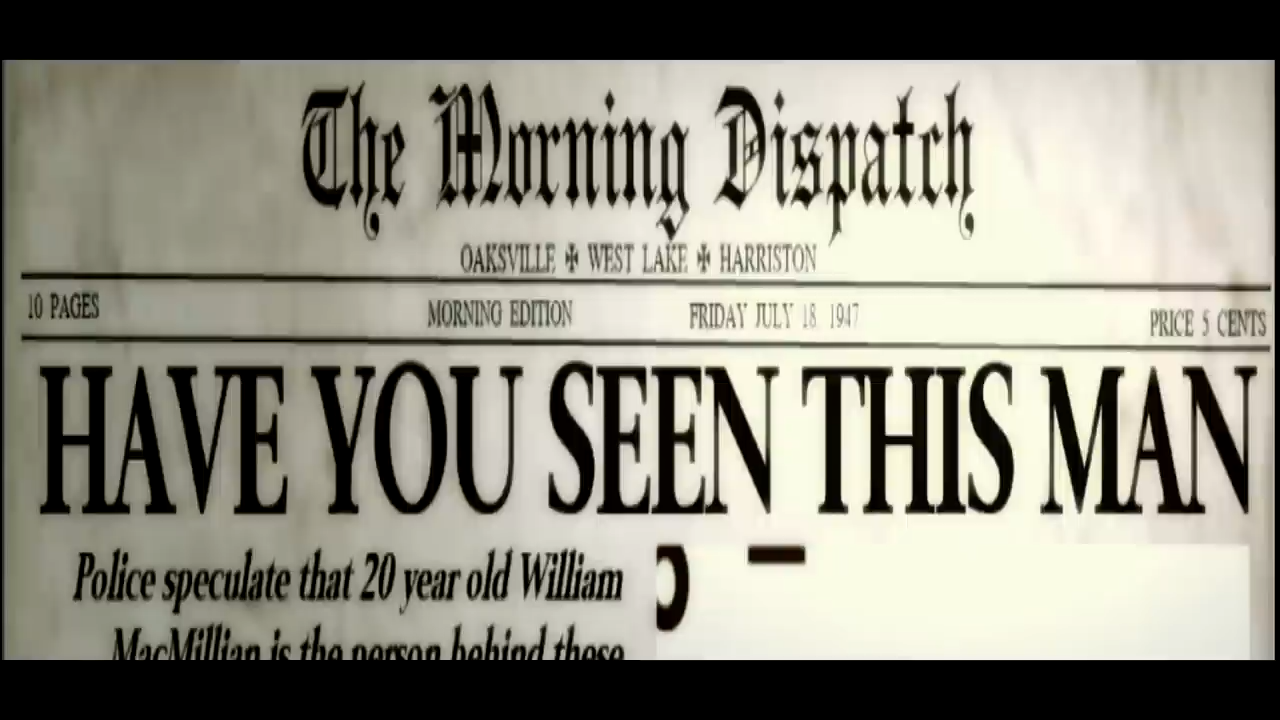 The Morning Dispatch
OAKSVILLE ✠ WEST LAKE ✠ HARRISTON
10 PAGES MORNING EDITION FRIDAY JULY 18 1947 PRICE 5 CENTS
HAVE YOU SEEN THIS MAN
Police speculate that 20 year old William
MacMillian is the person behind these